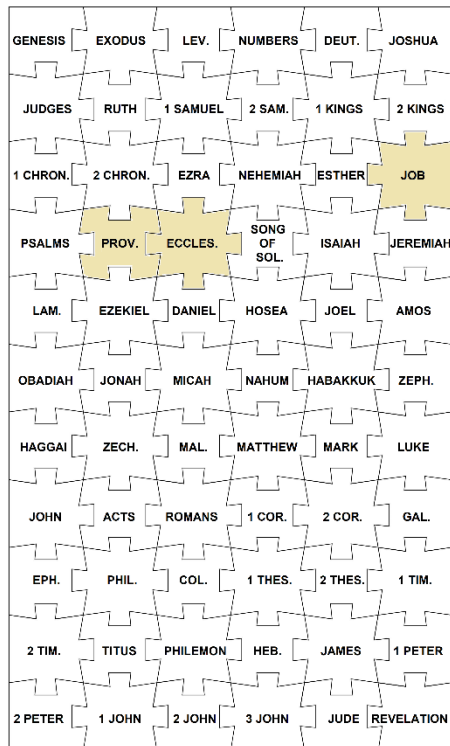 GENESIS EXODUS LEV. NUMBERS DEUT. JOSHUA
JUDGES RUTH 1 SAMUEL 2 SAM. 1 KINGS 2 KINGS
1 CHRON. 2 CHRON. EZRA NEHEMIAH ESTHER JOB
PSALMS PROV. ECCLES. SONG OF SOL. ISAIAH JEREMIAH
LAM. EZEKIEL DANIEL HOSEA JOEL AMOS
OBADIAH JONAH MICAH NAHUM HABAKKUK ZEPH.
HAGGAI ZECH. MAL. MATTHEW MARK LUKE
JOHN ACTS ROMANS 1 COR. 2 COR. GAL.
EPH. PHIL. COL. 1 THES. 2 THES. 1 TIM.
2 TIM. TITUS PHILEMON HEB. JAMES 1 PETER
2 PETER 1 JOHN 2 JOHN 3 JOHN JUDE REVELATION